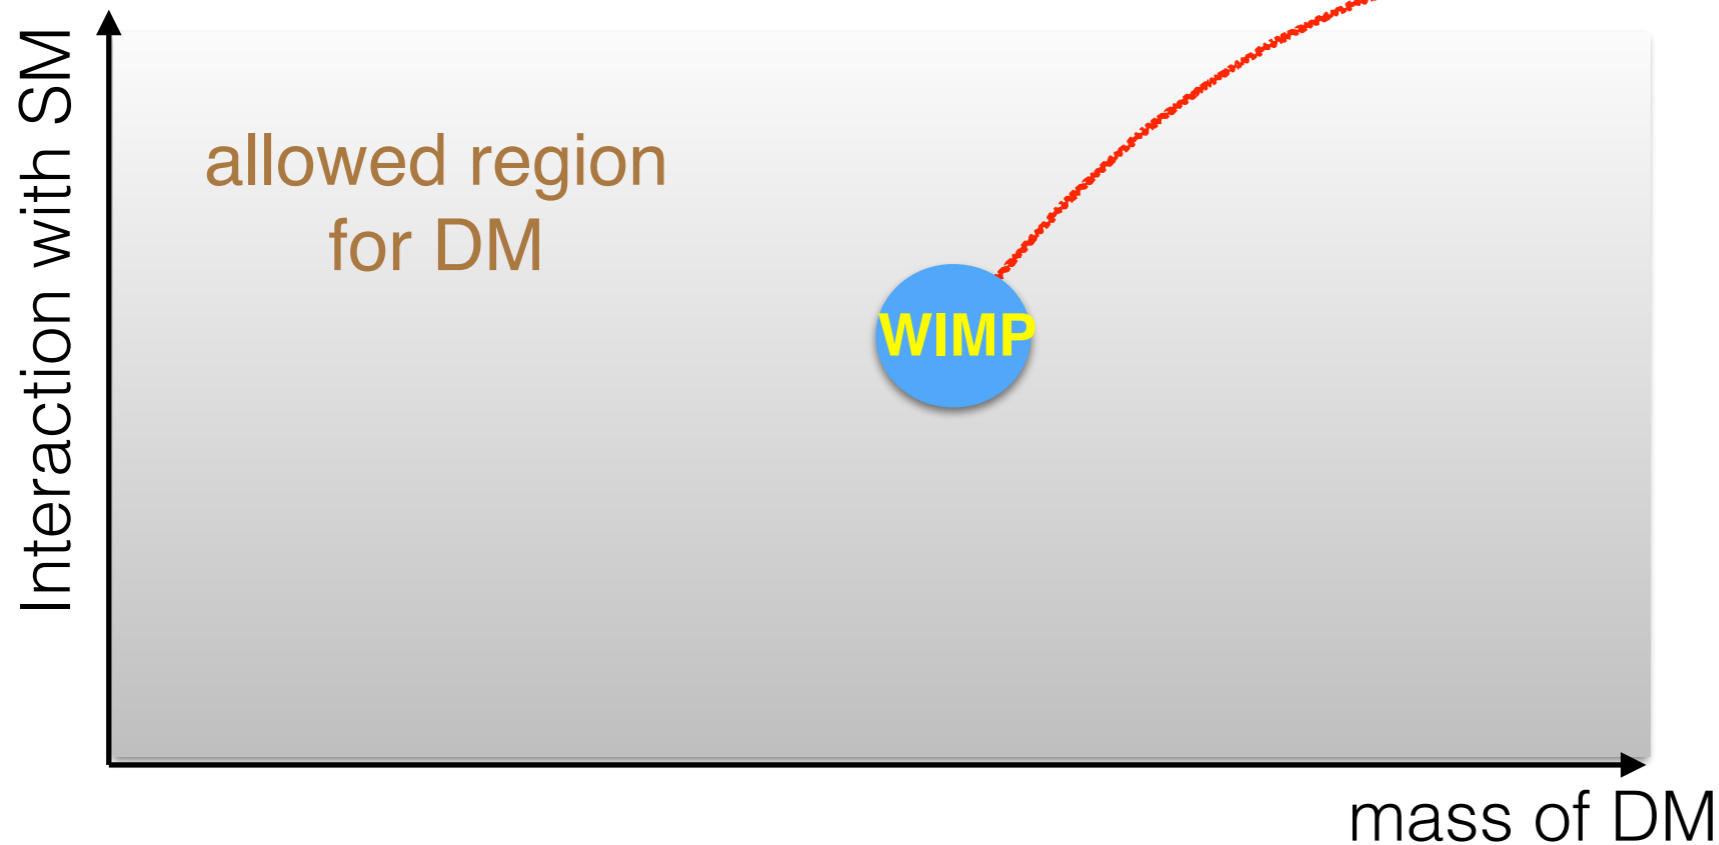 Interaction with SM
allowed region
for DM
WIMP
mass of DM